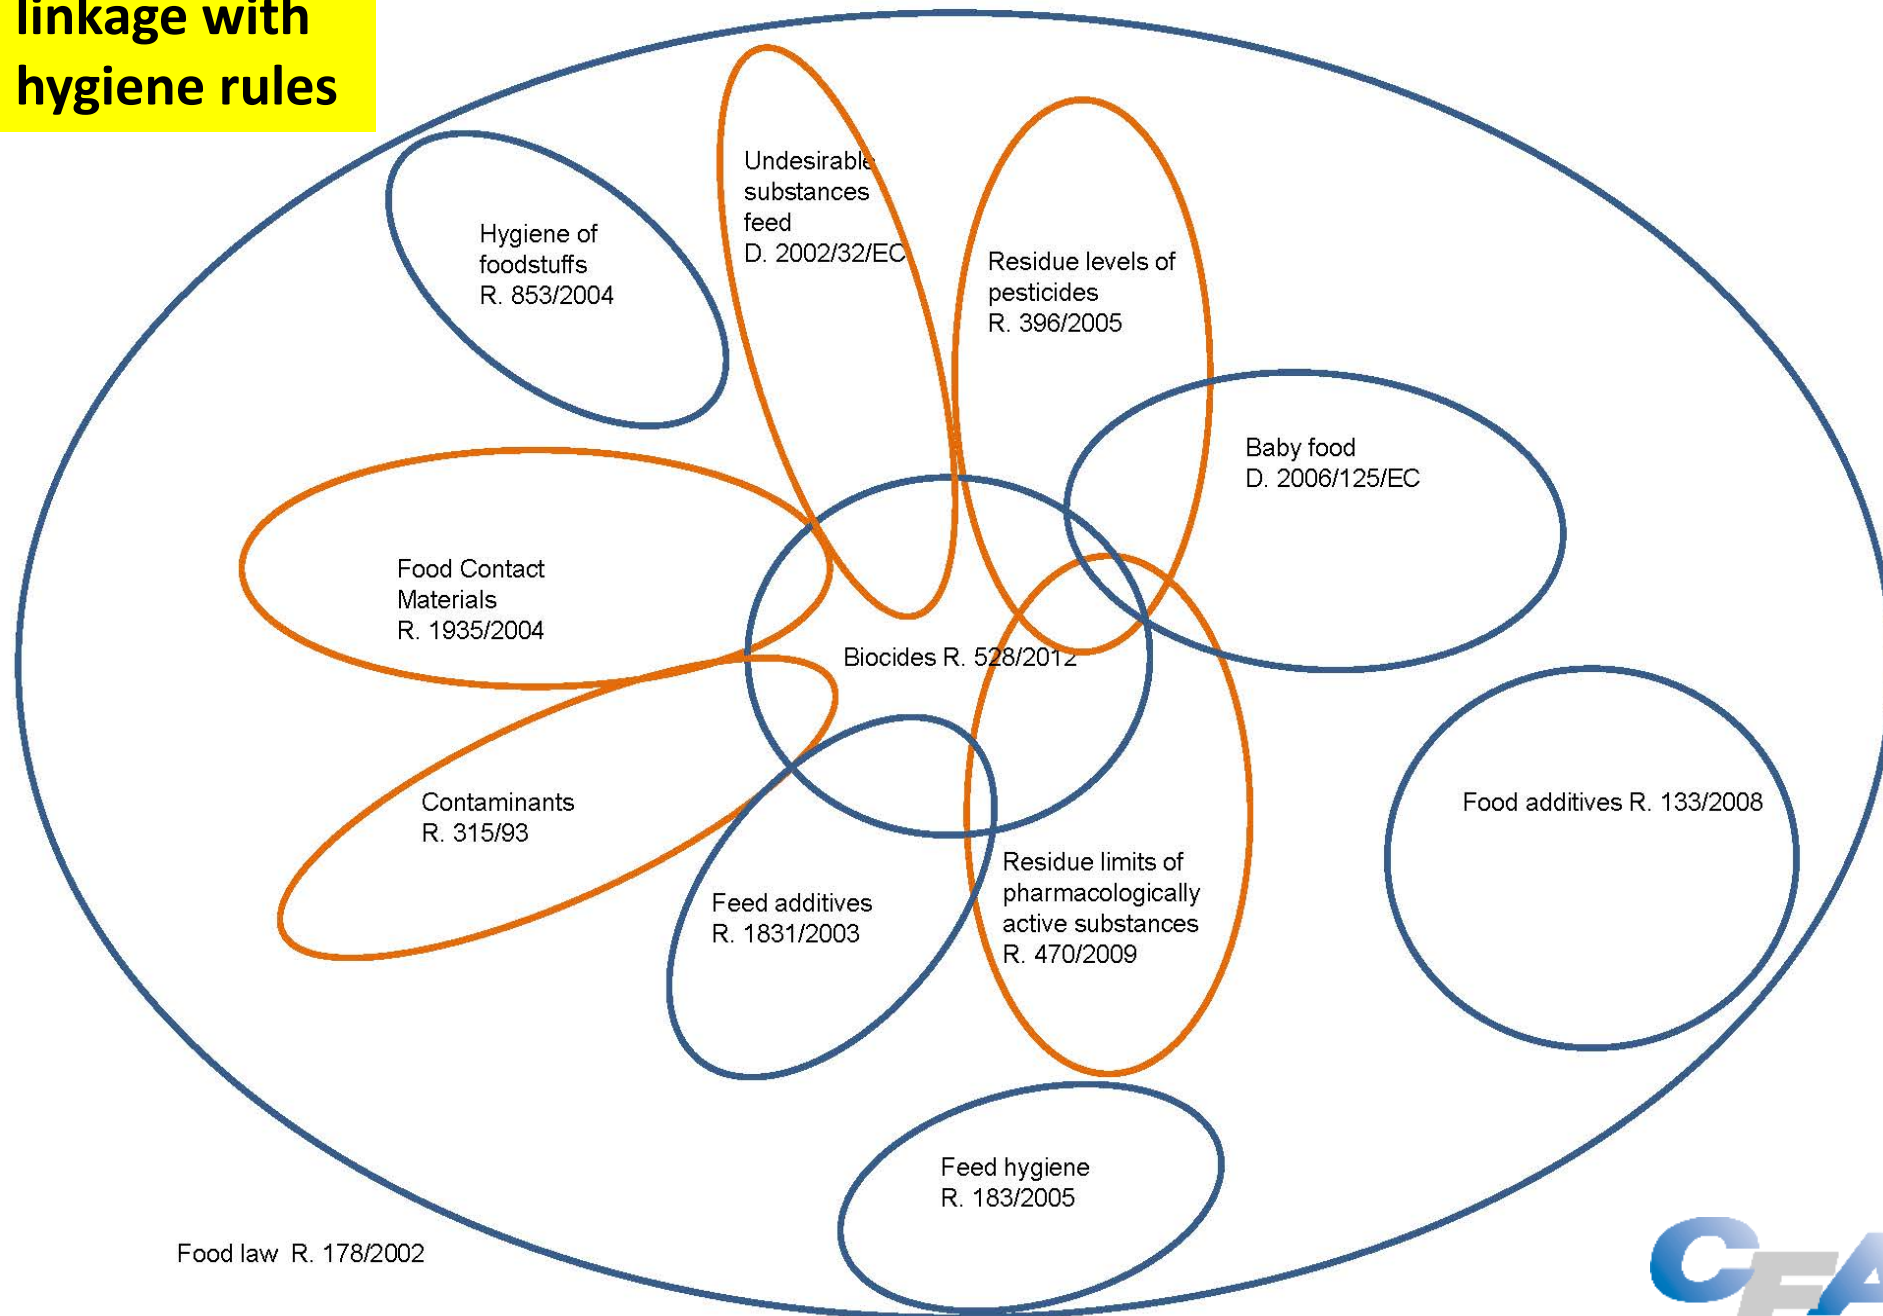 linkage with
hygiene rules
Undesirable
substances
feed
D. 2002/32/EC
Hygiene of
foodstuffs
R. 853/2004
Residue levels of
pesticides
R. 396/2005
Baby food
D. 2006/125/EC
Food Contact
Materials
R. 1935/2004
Biocides R. 528/2012
Contaminants
R. 315/93
Food additives R. 133/2008
Residue limits of
pharmacologically
active substances
R. 470/2009
Feed additives
R. 1831/2003
Feed hygiene
R. 183/2005
Food law R. 178/2002
CEFA